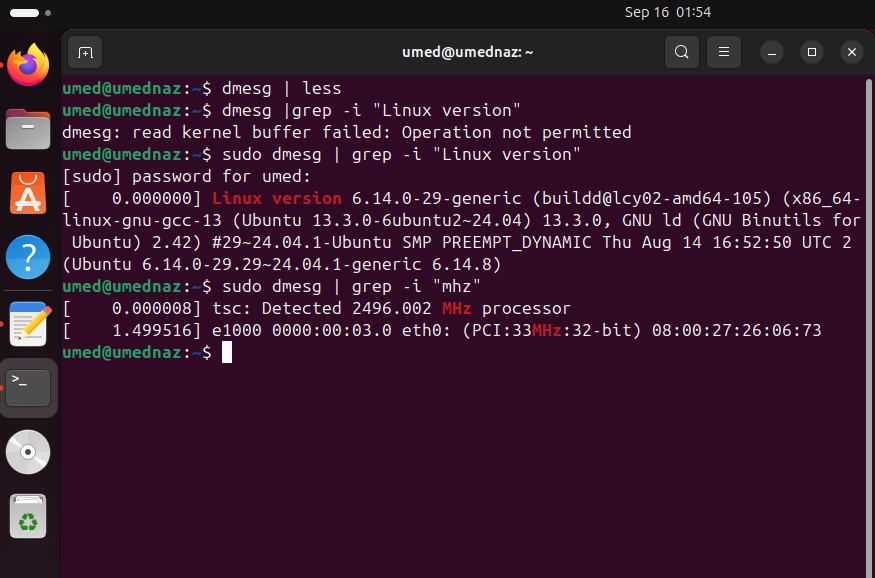 Sep 16 01:54
umed@umednaz: ~
umed@umednaz:~$ dmesg | less
umed@umednaz:~$ dmesg |grep -i "Linux version"
dmesg: read kernel buffer failed: Operation not permitted
umed@umednaz:~$ sudo dmesg | grep -i "Linux version"
[sudo] password for umed:
[    0.000000] Linux version 6.14.0-29-generic (buildd@lcy02-amd64-105) (x86_64-
linux-gnu-gcc-13 (Ubuntu 13.3.0-6ubuntu2~24.04) 13.3.0, GNU ld (GNU Binutils for
 Ubuntu) 2.42) #29~24.04.1-Ubuntu SMP PREEMPT_DYNAMIC Thu Aug 14 16:52:50 UTC 2
(Ubuntu 6.14.0-29.29~24.04.1-generic 6.14.8)
umed@umednaz:~$ sudo dmesg | grep -i "mhz"
[    0.000008] tsc: Detected 2496.002 MHz processor
[    1.499516] e1000 0000:00:03.0 eth0: (PCI:33MHz:32-bit) 08:00:27:26:06:73
umed@umednaz:~$